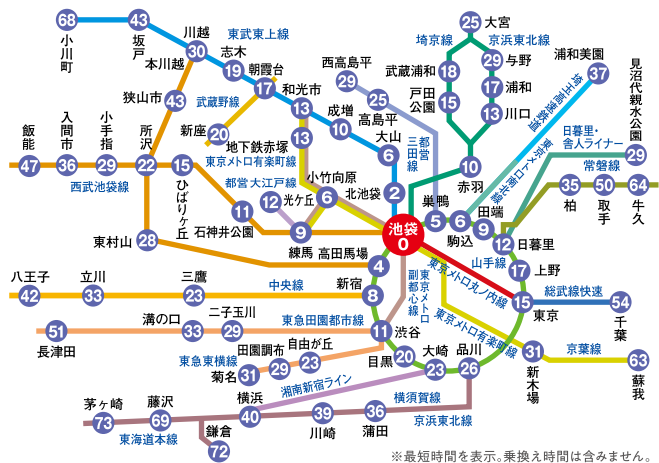 68
小川町
43
坂戸
川越
30
本川越
東武東上線
志木
19
朝霞台
17
和光市
13
西高島平
29
25
高島平
成増
10
大山
6
都営三田線
埼京線
京浜東北線
25
大宮
武蔵浦和
18
与野
29
戸田公園
15
浦和
17
川口
13
浦和美園
37
埼玉高速鉄道
見沼代親水公園
29
日暮里・舎人ライナー
常磐線
35
柏
50
取手
64
牛久
狭山市
43
武蔵野線
新座
20
地下鉄赤塚
13
東京メトロ有楽町線
飯能
47
入間市
36
小手指
29
所沢
22
15
ひばりヶ丘
西武池袋線
都営大江戸線
光ケ丘
12
小竹向原
6
北池袋
2
11
石神井公園
9
練馬
池袋
0
10
赤羽
東京メトロ南北線
巣鴨
5
6
駒込
田端
9
12
日暮里
東村山
28
高田馬場
4
山手線
17
上野
八王子
42
立川
33
三鷹
23
中央線
新宿
8
東京メトロ副都心線
東京メトロ丸ノ内線
15
東京
総武線快速
54
千葉
51
長津田
溝の口
33
二子玉川
29
東急田園都市線
11
渋谷
東京メトロ有楽町線
31
新木場
京葉線
63
蘇我
東急東横線
31
菊名
田園調布
29
自由が丘
23
20
目黒
大崎
23
品川
26
湘南新宿ライン
茅ヶ崎
73
藤沢
69
東海道本線
鎌倉
72
横浜
40
39
川崎
36
蒲田
横須賀線
京浜東北線
※最短時間を表示。乗換え時間は含みません。